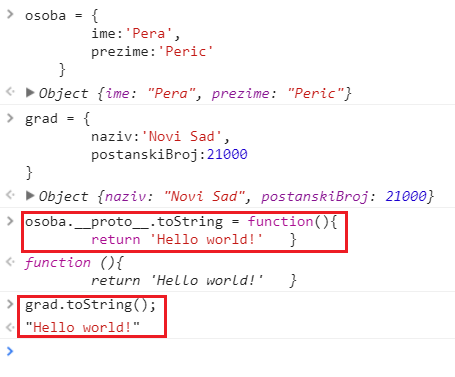 osoba = {
ime:'Pera',
prezime:'Peric'
}
Object {ime: "Pera", prezime: "Peric"}
grad = {
naziv:'Novi Sad',
postanskiBroj:21000
}
Object {naziv: "Novi Sad", postanskiBroj: 21000}
osoba.__proto__.toString = function(){
return 'Hello world!' }
function (){
return 'Hello world!' }
grad.toString();
"Hello world!"